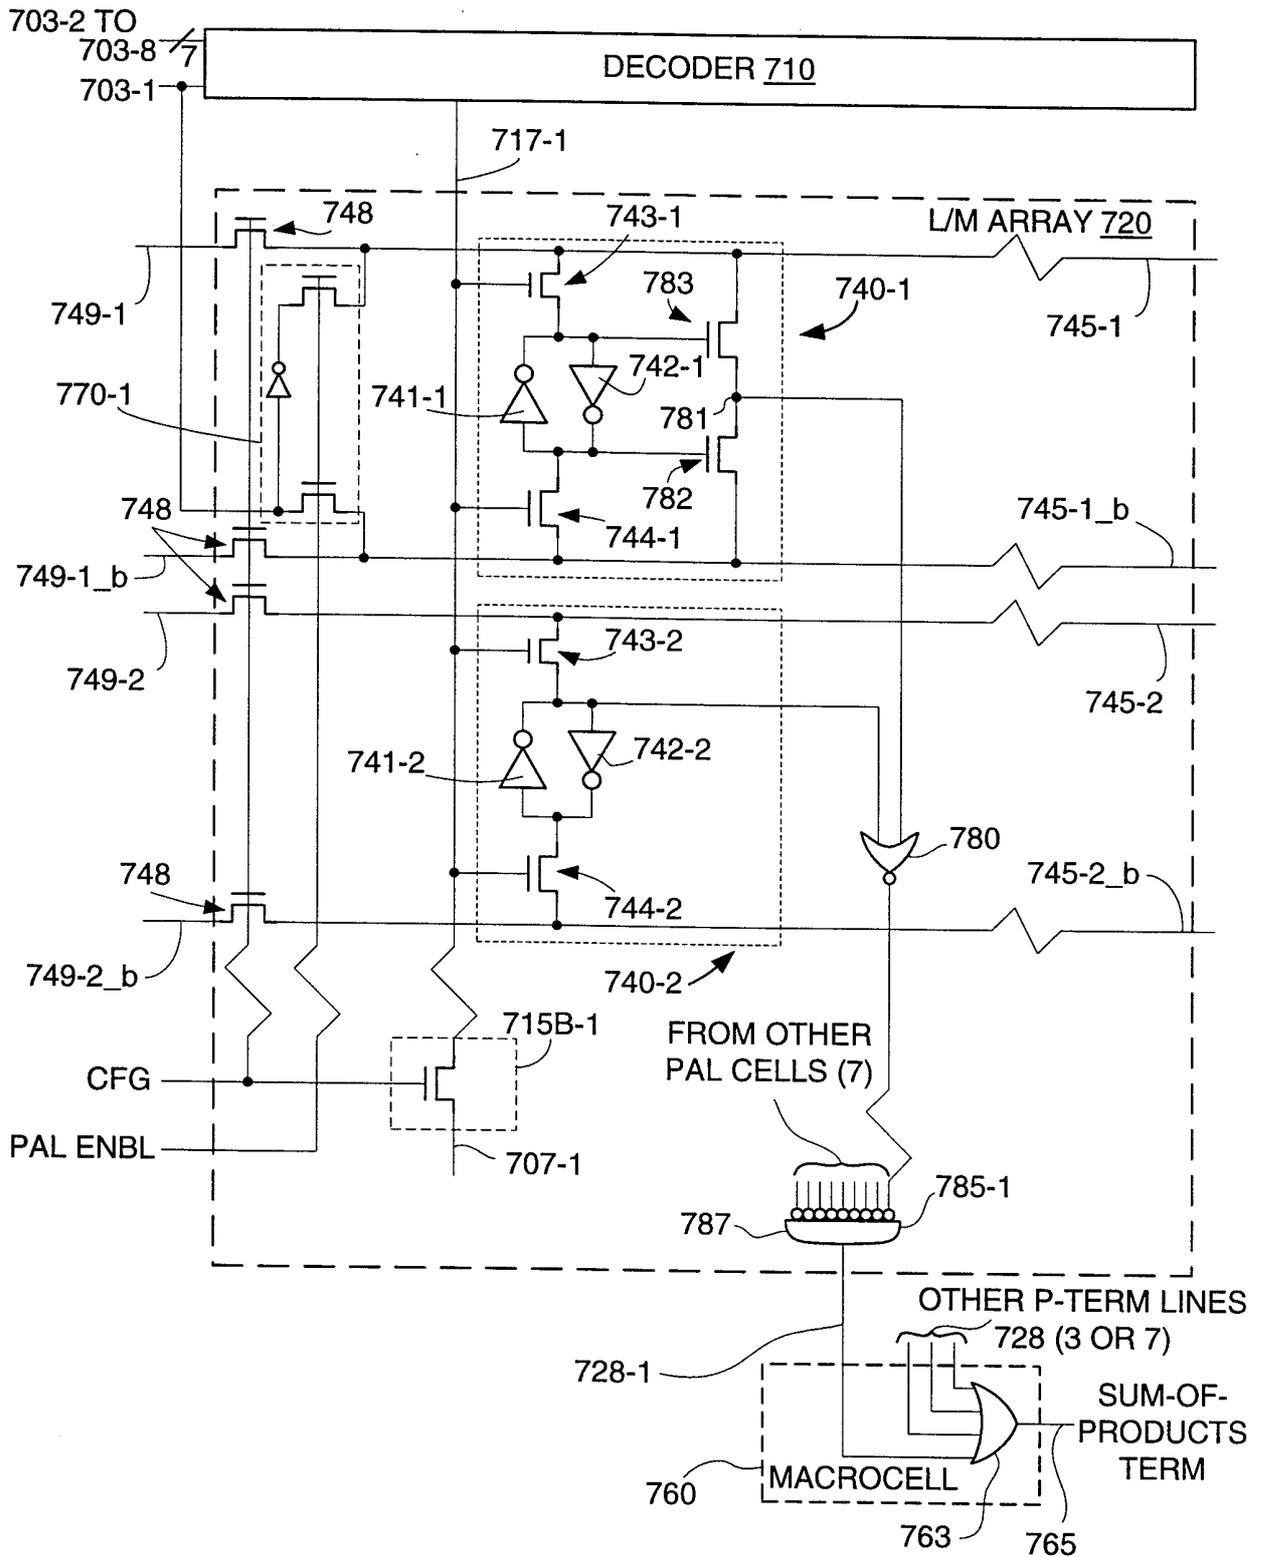 703-2 TO
703-8
7
703-1
DECODER 710
717-1
L/M ARRAY 720
748
743-1
783
740-1
749-1
745-1
770-1
741-1
742-1
781
782
748
744-1
745-1_b
749-1_b
743-2
749-2
745-2
741-2
742-2
780
748
744-2
745-2_b
749-2_b
740-2
715B-1
FROM OTHER
PAL CELLS (7)
CFG
PAL ENBL
707-1
785-1
787
OTHER P-TERM LINES
728 (3 OR 7)
728-1
SUM-OF-
PRODUCTS
TERM
MACROCELL
760
763
765